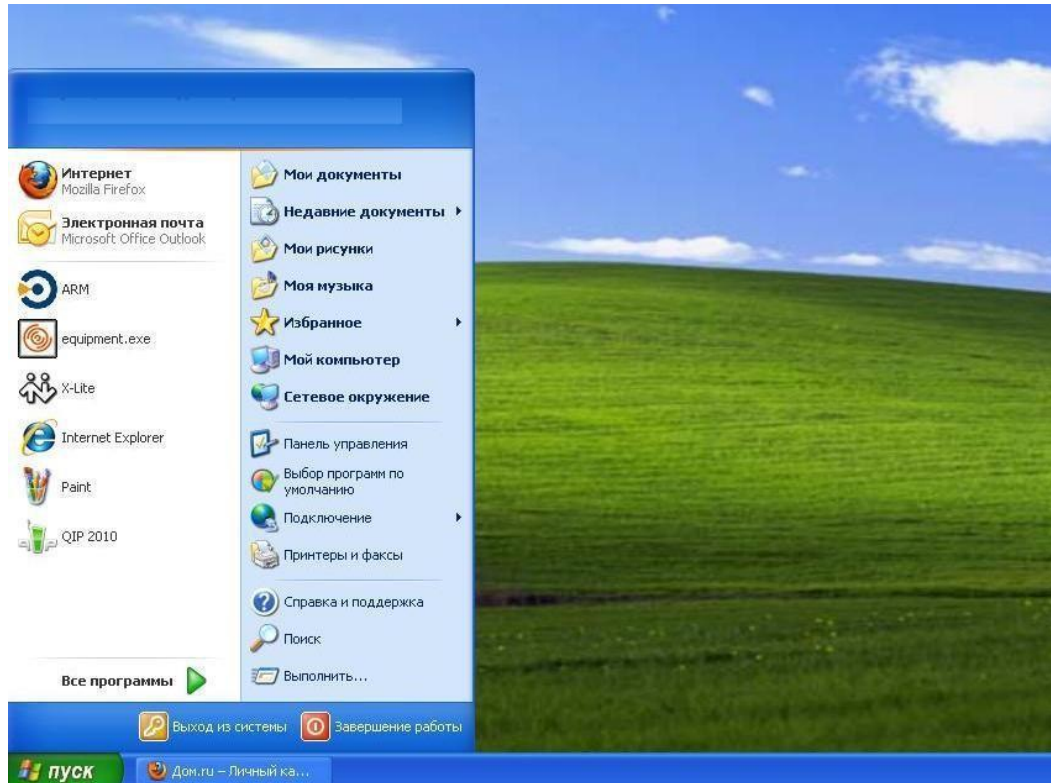 Интернет
Mozilla Firefox
Электронная почта
Microsoft Office Outlook
ARM
equipment.exe
X-Lite
Internet Explorer
Paint
QIP 2010
Все программы
Мои документы
Недавние документы
Мои рисунки
Моя музыка
Избранное
Мой компьютер
Сетевое окружение
Панель управления
Выбор программ по
умолчанию
Подключение
Принтеры и факсы
Справка и поддержка
Поиск
Выполнить...
Выход из системы
Завершение работы
пуск
Дом.ru – Личный ка...